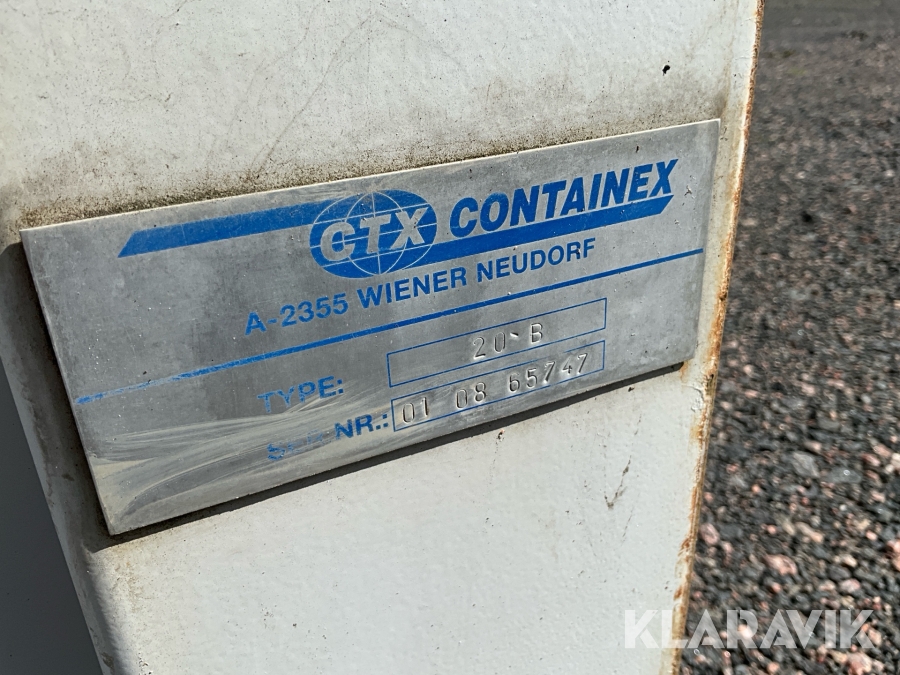 CTX CONTAINEX
A-2355 WIENER NEUDORF
TYPE: 20' B
NR.: 01 08 65747
KLARAVIK